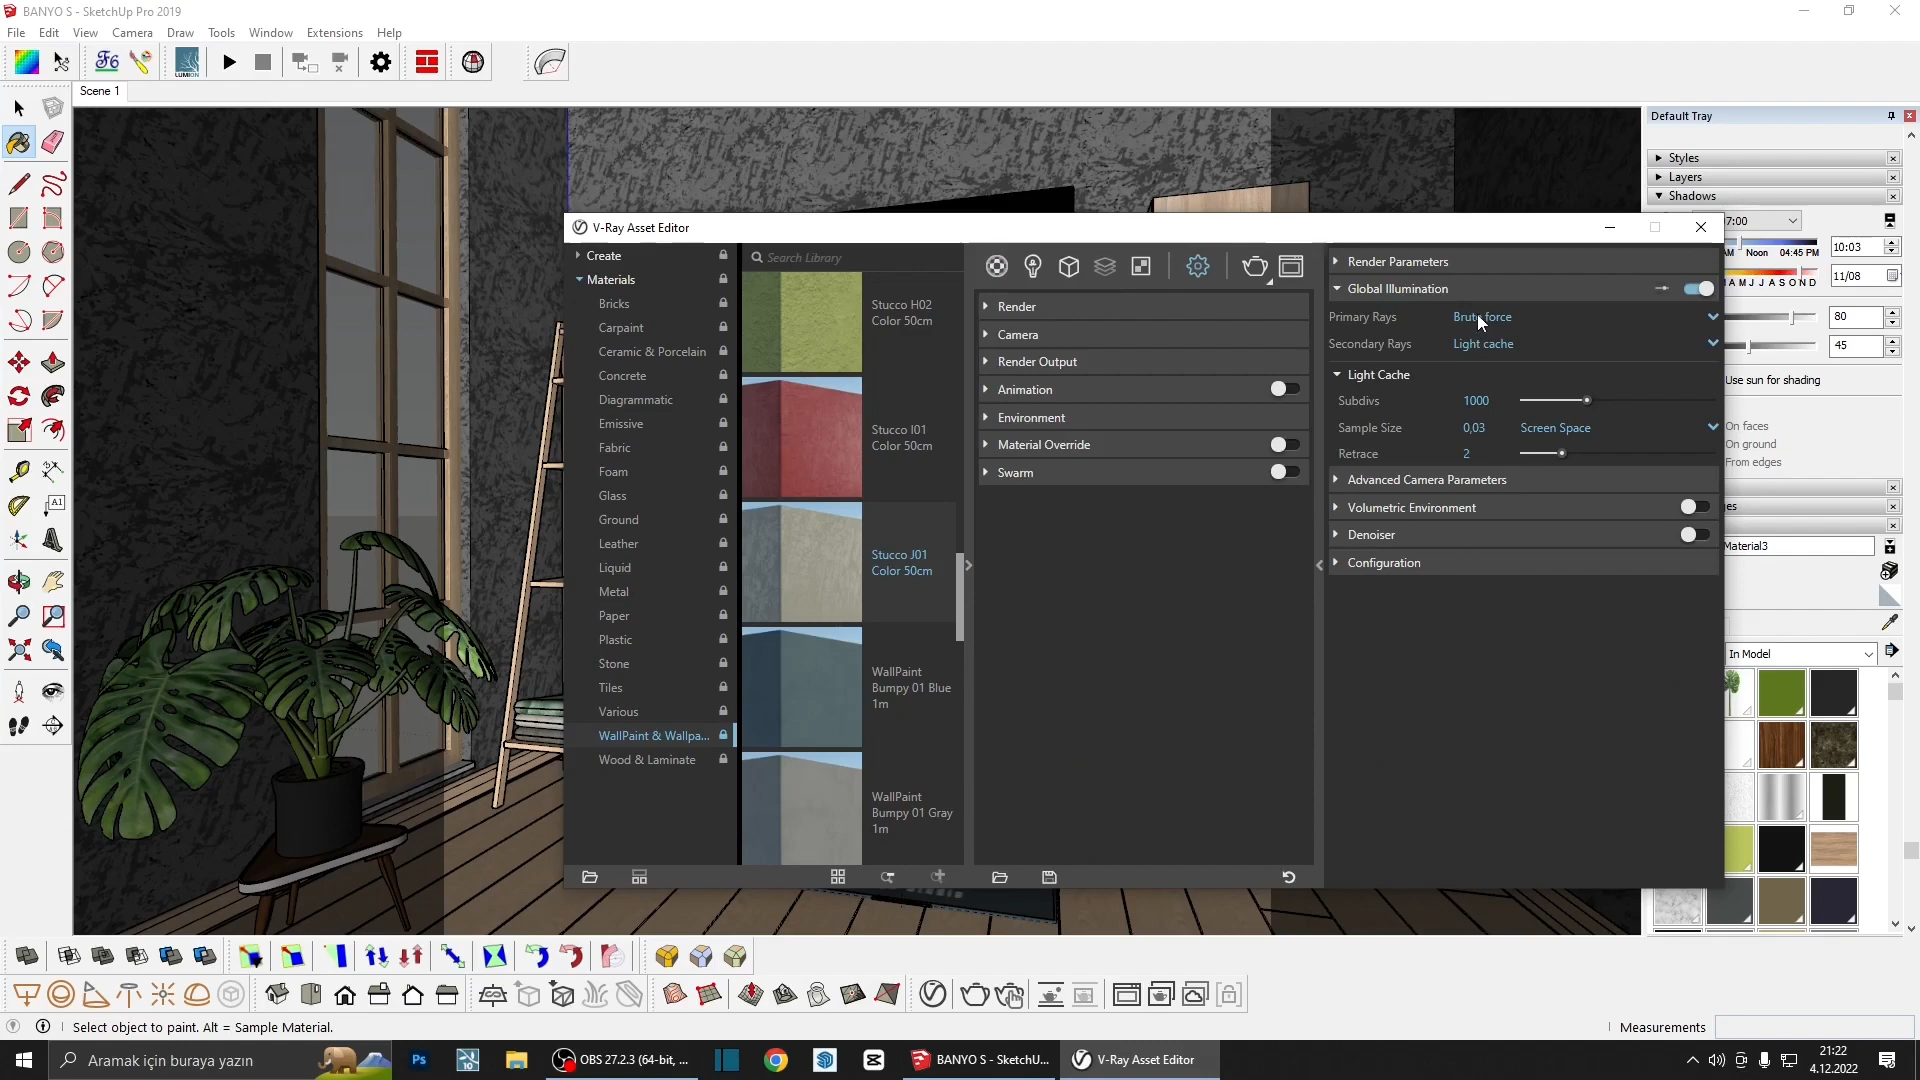 BANYO S - SketchUp Pro 2019
File Edit View Camera Draw Tools Window Extensions Help
LUMION
Scene 1
Default Tray
Styles
Layers
Shadows
7:00
AM Noon 04:45 PM
10:03
J A M J J A S O N D
11/08
80
45
Use sun for shading
On faces
On ground
From edges
Material3
In Model
V-Ray Asset Editor
Create
Materials
Bricks
Carpaint
Ceramic & Porcelain
Concrete
Diagrammatic
Emissive
Fabric
Foam
Glass
Ground
Leather
Liquid
Metal
Paper
Plastic
Stone
Tiles
Various
WallPaint & Wallpa...
Wood & Laminate
Search Library
Stucco H02
Color 50cm
Stucco I01
Color 50cm
Stucco J01
Color 50cm
WallPaint
Bumpy 01 Blue
1m
WallPaint
Bumpy 01 Gray
1m
Render
Camera
Render Output
Animation
Environment
Material Override
Swarm
Render Parameters
Global Illumination
Primary Rays Brute force
Secondary Rays Light cache
Light Cache
Subdivs 1000
Sample Size 0,03 Screen Space
Retrace 2
Advanced Camera Parameters
Volumetric Environment
Denoiser
Configuration
Select object to paint. Alt = Sample Material.
Measurements
Aramak için buraya yazın
Ps
10
OBS 27.2.3 (64-bit, ...
BANYO S - SketchU...
V-Ray Asset Editor
21:22
4.12.2022